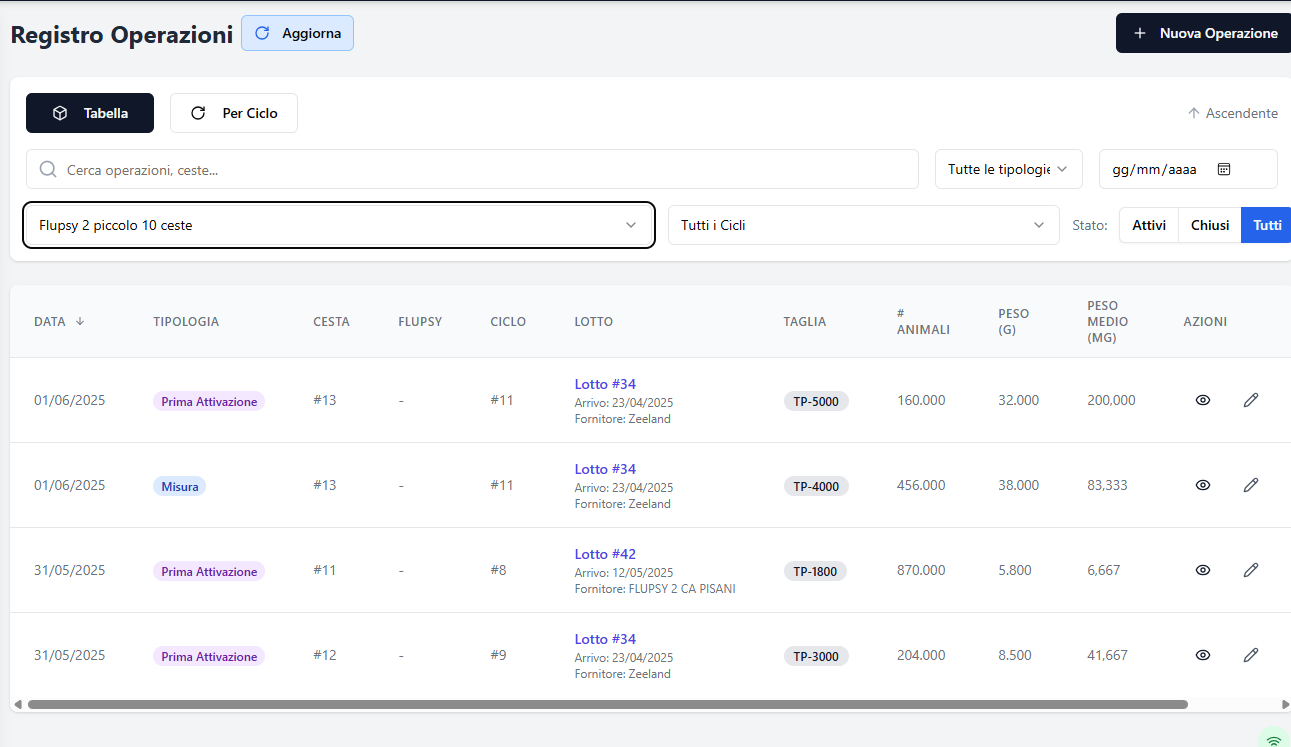 Registro Operazioni
Aggiorna
Nuova Operazione
Tabella
Per Ciclo
Ascendente
Cerca operazioni, ceste...
Tutte le tipologie
gg/mm/aaaa
Flupsy 2 piccolo 10 ceste
Tutti i Cicli
Stato:
Attivi
Chiusi
Tutti
DATA
TIPOLOGIA
CESTA
FLUPSY
CICLO
LOTTO
TAGLIA
#
ANIMALI
PESO
(G)
PESO
MEDIO
(MG)
AZIONI
01/06/2025
Prima Attivazione
#13
-
#11
Lotto #34
Arrivo: 23/04/2025
Fornitore: Zeeland
TP-5000
160.000
32.000
200,000
01/06/2025
Misura
#13
-
#11
Lotto #34
Arrivo: 23/04/2025
Fornitore: Zeeland
TP-4000
456.000
38.000
83,333
31/05/2025
Prima Attivazione
#11
-
#8
Lotto #42
Arrivo: 12/05/2025
Fornitore: FLUPSY 2 CA PISANI
TP-1800
870.000
5.800
6,667
31/05/2025
Prima Attivazione
#12
-
#9
Lotto #34
Arrivo: 23/04/2025
Fornitore: Zeeland
TP-3000
204.000
8.500
41,667